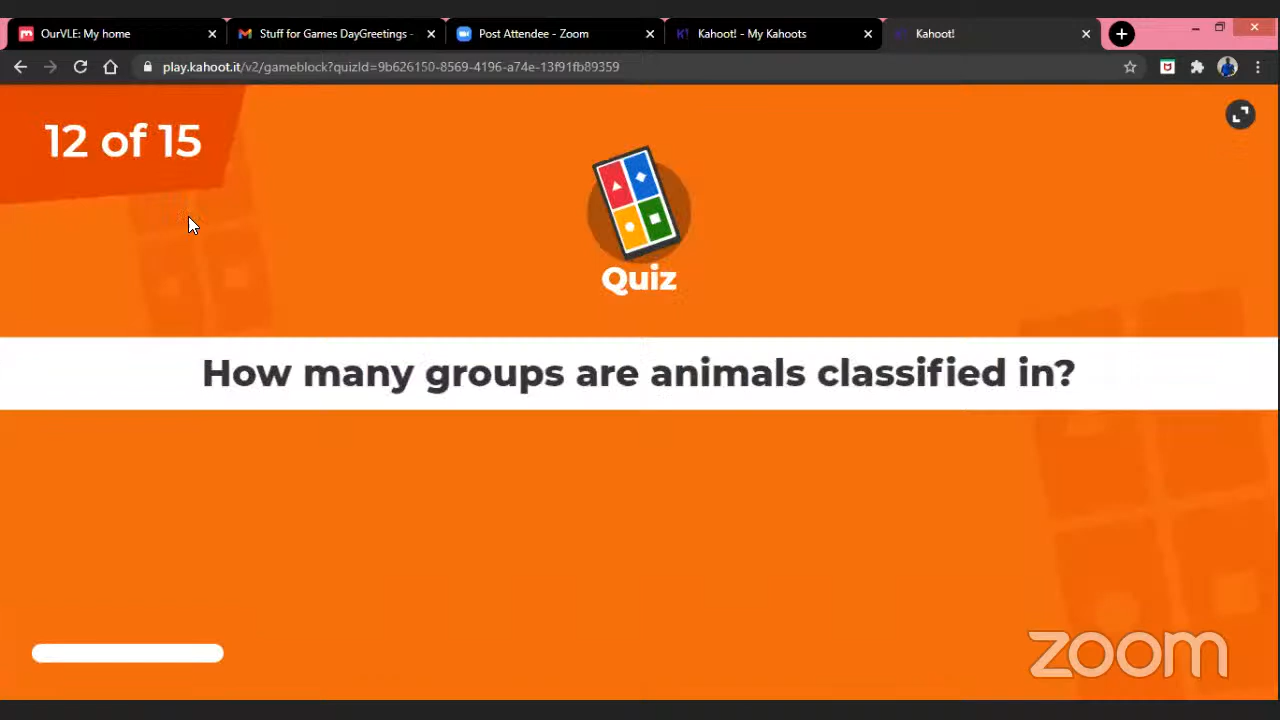 OurVLE: My home
Stuff for Games DayGreetings -
Post Attendee - Zoom
Kahoot! - My Kahoots
Kahoot!
play.kahoot.it/v2/gameblock?quizId=9b626150-8569-4196-a74e-13f91fb89359
12 of 15
Quiz
How many groups are animals classified in?
zoom